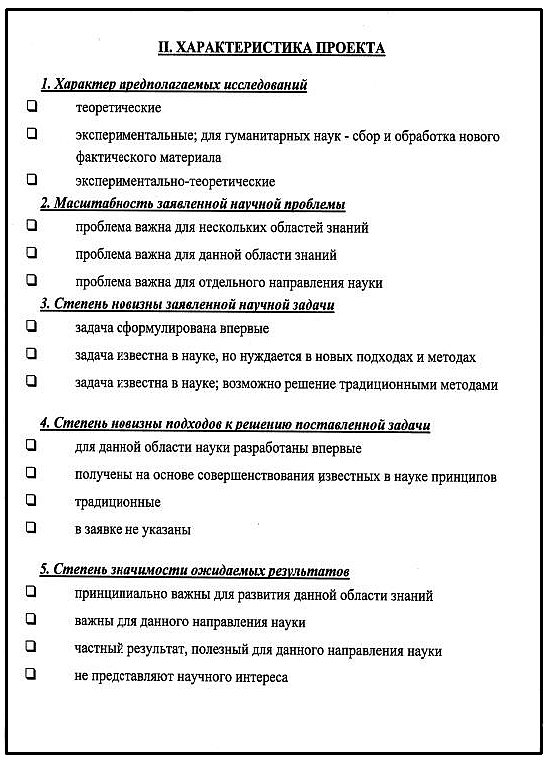 II. ХАРАКТЕРИСТИКА ПРОЕКТА
1. Характер предполагаемых исследований
❑ теоретические
❑ экспериментальные; для гуманитарных наук - сбор и обработка нового
фактического материала
❑ экспериментально-теоретические
2. Масштабность заявленной научной проблемы
❑ проблема важна для нескольких областей знаний
❑ проблема важна для данной области знаний
❑ проблема важна для отдельного направления науки
3. Степень новизны заявленной научной задачи
❑ задача сформулирована впервые
❑ задача известна в науке, но нуждается в новых подходах и методах
❑ задача известна в науке; возможно решение традиционными методами
4. Степень новизны подходов к решению поставленной задачи
❑ для данной области науки разработаны впервые
❑ получены на основе совершенствования известных в науке принципов
❑ традиционные
❑ в заявке не указаны
5. Степень значимости ожидаемых результатов
❑ принципиально важны для развития данной области знаний
❑ важны для данного направления науки
❑ частный результат, полезный для данного направления науки
❑ не представляют научного интереса